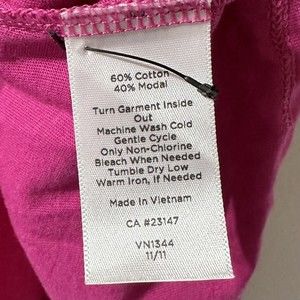 60% Cotton
40% Modal
Turn Garment Inside
Out
Machine Wash Cold
Gentle Cycle
Only Non-Chlorine
Bleach When Needed
Tumble Dry Low
Warm Iron, If Needed
Made in Vietnam
CA #23147
VN1344
11/11